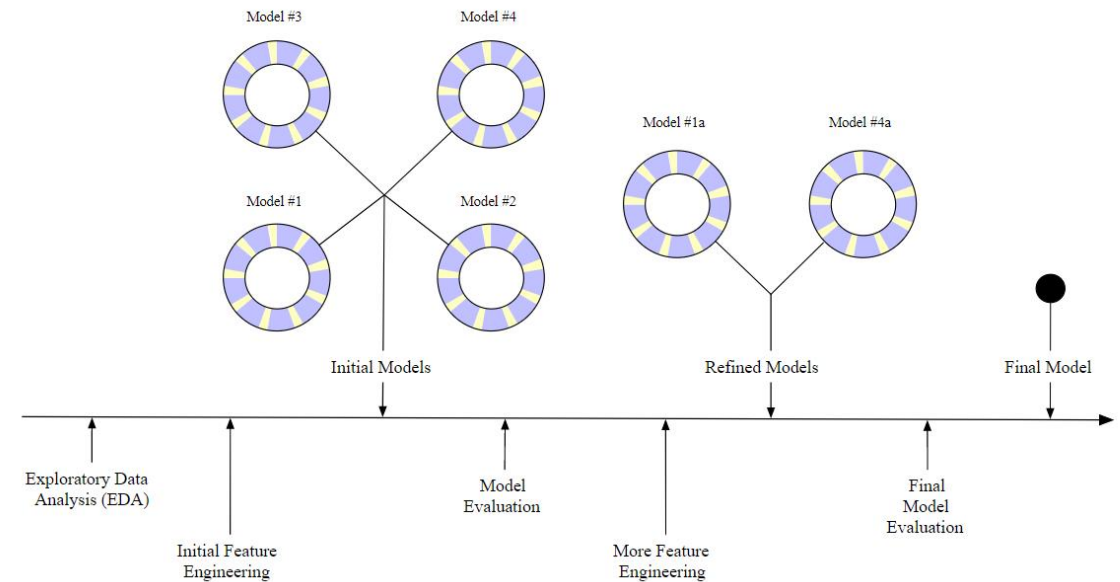 Model #3
Model #4
Model #1a
Model #4a
Model #1
Model #2
Initial Models
Refined Models
Final Model
Exploratory Data
Analysis (EDA)
Model
Evaluation
Final
Model
Evaluation
Initial Feature
Engineering
More Feature
Engineering